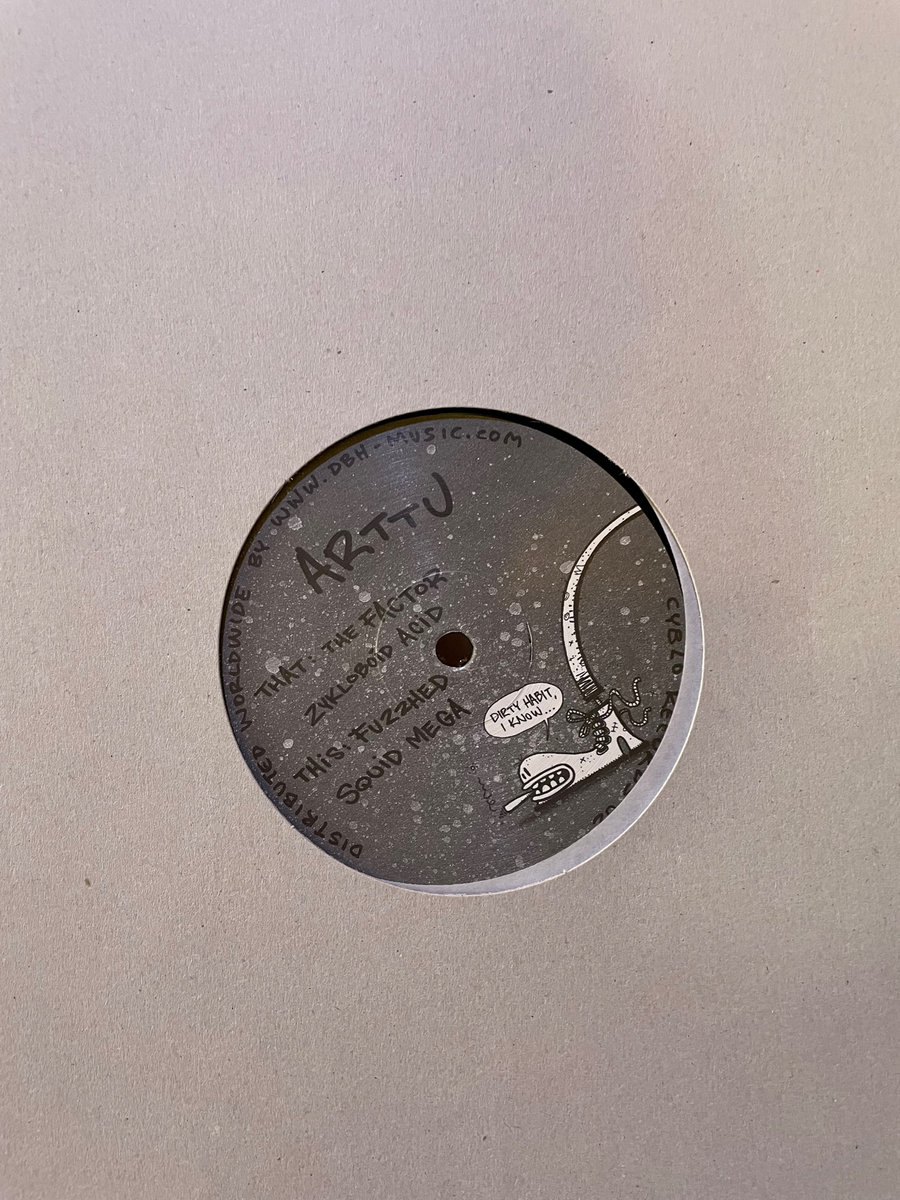 DISTRIBUTED WORLDWIDE BY WWW.DBH-MUSIC.COM
ARTTU
THAT: THE FACTOR
ZYKLOBOID ACID
THIS: FUZZHED
SQUID MEGA
DIRTY HABIT,
I KNOW...